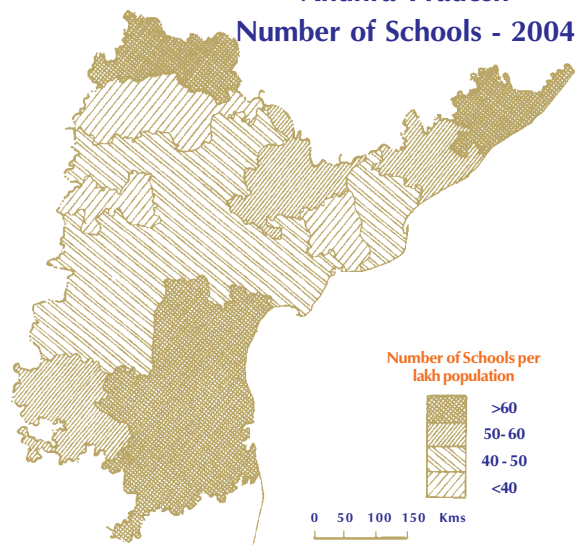 Number of Schools - 2004
Number of Schools per
lakh population
>60
50-60
40-50
<40
0 50 100 150 Kms